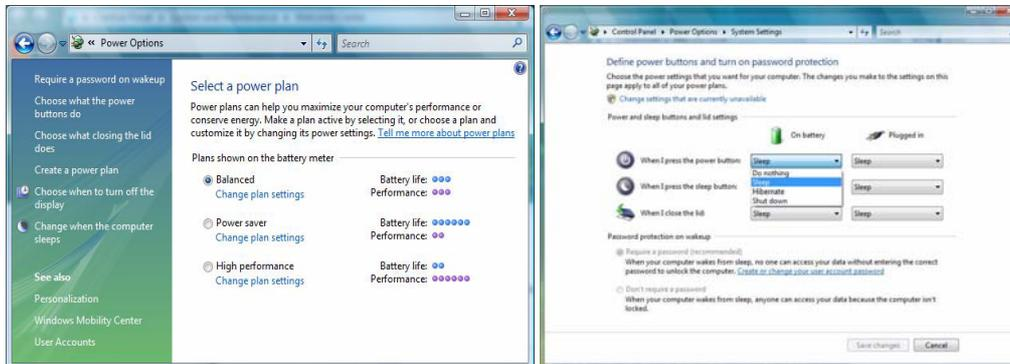 « Power Options
Search
Require a password on wakeup
Choose what the power
buttons do
Choose what closing the lid
does
Create a power plan
Choose when to turn off the
display
Change when the computer
sleeps
See also
Personalization
Windows Mobility Center
User Accounts
Select a power plan
Power plans can help you maximize your computer's performance or
conserve energy. Make a plan active by selecting it, or choose a plan and
customize it by changing its power settings. Tell me more about power plans
Plans shown on the battery meter
Balanced Battery life:
Change plan settings Performance:
Power saver Battery life:
Change plan settings Performance:
High performance Battery life:
Change plan settings Performance:
Control Panel Power Options System Settings
Search
Define power buttons and turn on password protection
Choose the power settings that you want for your computer. The changes you make to the settings on this
page apply to all of your power plans.
Change settings that are currently unavailable
Power and sleep buttons and lid settings
On battery Plugged in
When I press the power button: Sleep Sleep
Do nothing
Sleep
Hibernate
Shut down
When I press the sleep button: Sleep
When I close the lid: Sleep Sleep
Password protection on wakeup
Require a password (recommended)
When your computer wakes from sleep, no one can access your data without entering the correct
password to unlock the computer. Create or change your user account password
Don't require a password
When your computer wakes from sleep, anyone can access your data because the computer isn't
locked.
Save changes Cancel